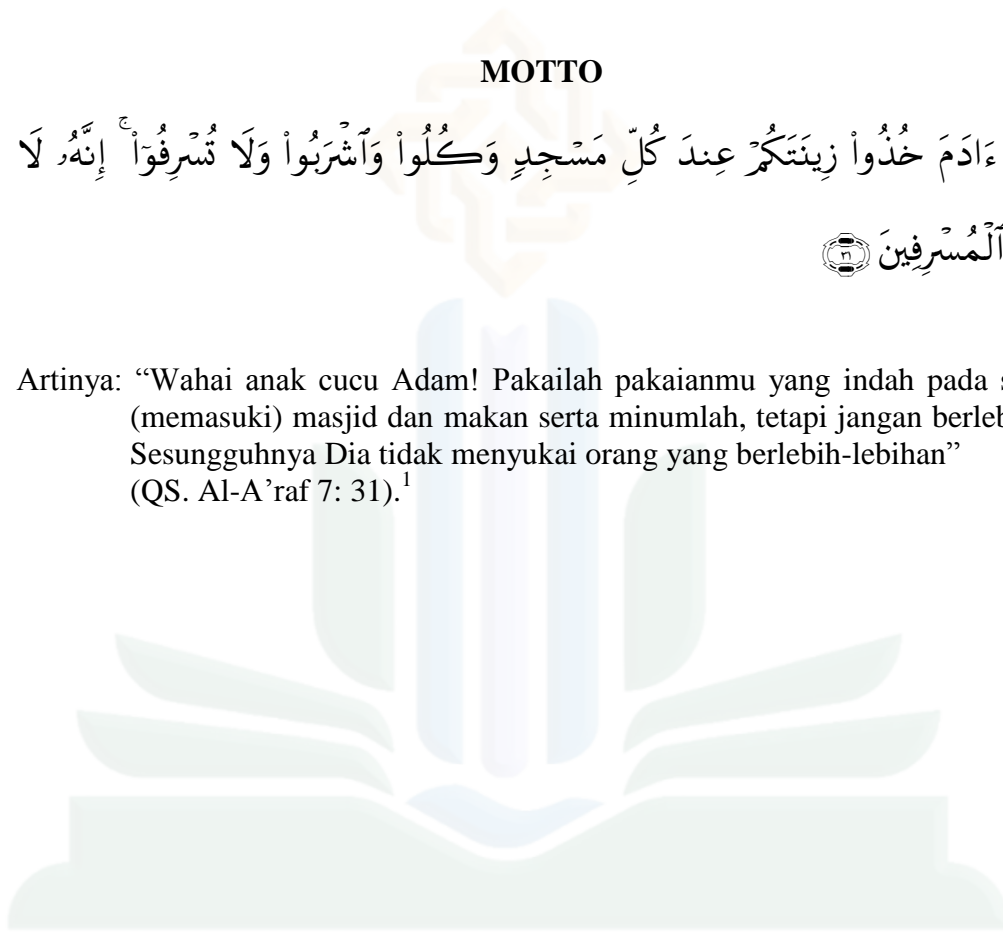 MOTTO
ءَادَمَ خُذُوا۟ زِينَتَكُمْ عِندَ كُلِّ مَسْجِدٍ وَكُلُوا۟ وَٱشْرَبُوا۟ وَلَا تُسْرِفُوٓا۟ ۚ إِنَّهُۥ لَا
ٱلْمُسْرِفِينَ ٣١
Artinya: “Wahai anak cucu Adam! Pakailah pakaianmu yang indah pada
(memasuki) masjid dan makan serta minumlah, tetapi jangan
Sesungguhnya Dia tidak menyukai orang yang berlebih-lebihan”
(QS. Al-A’raf 7: 31).1